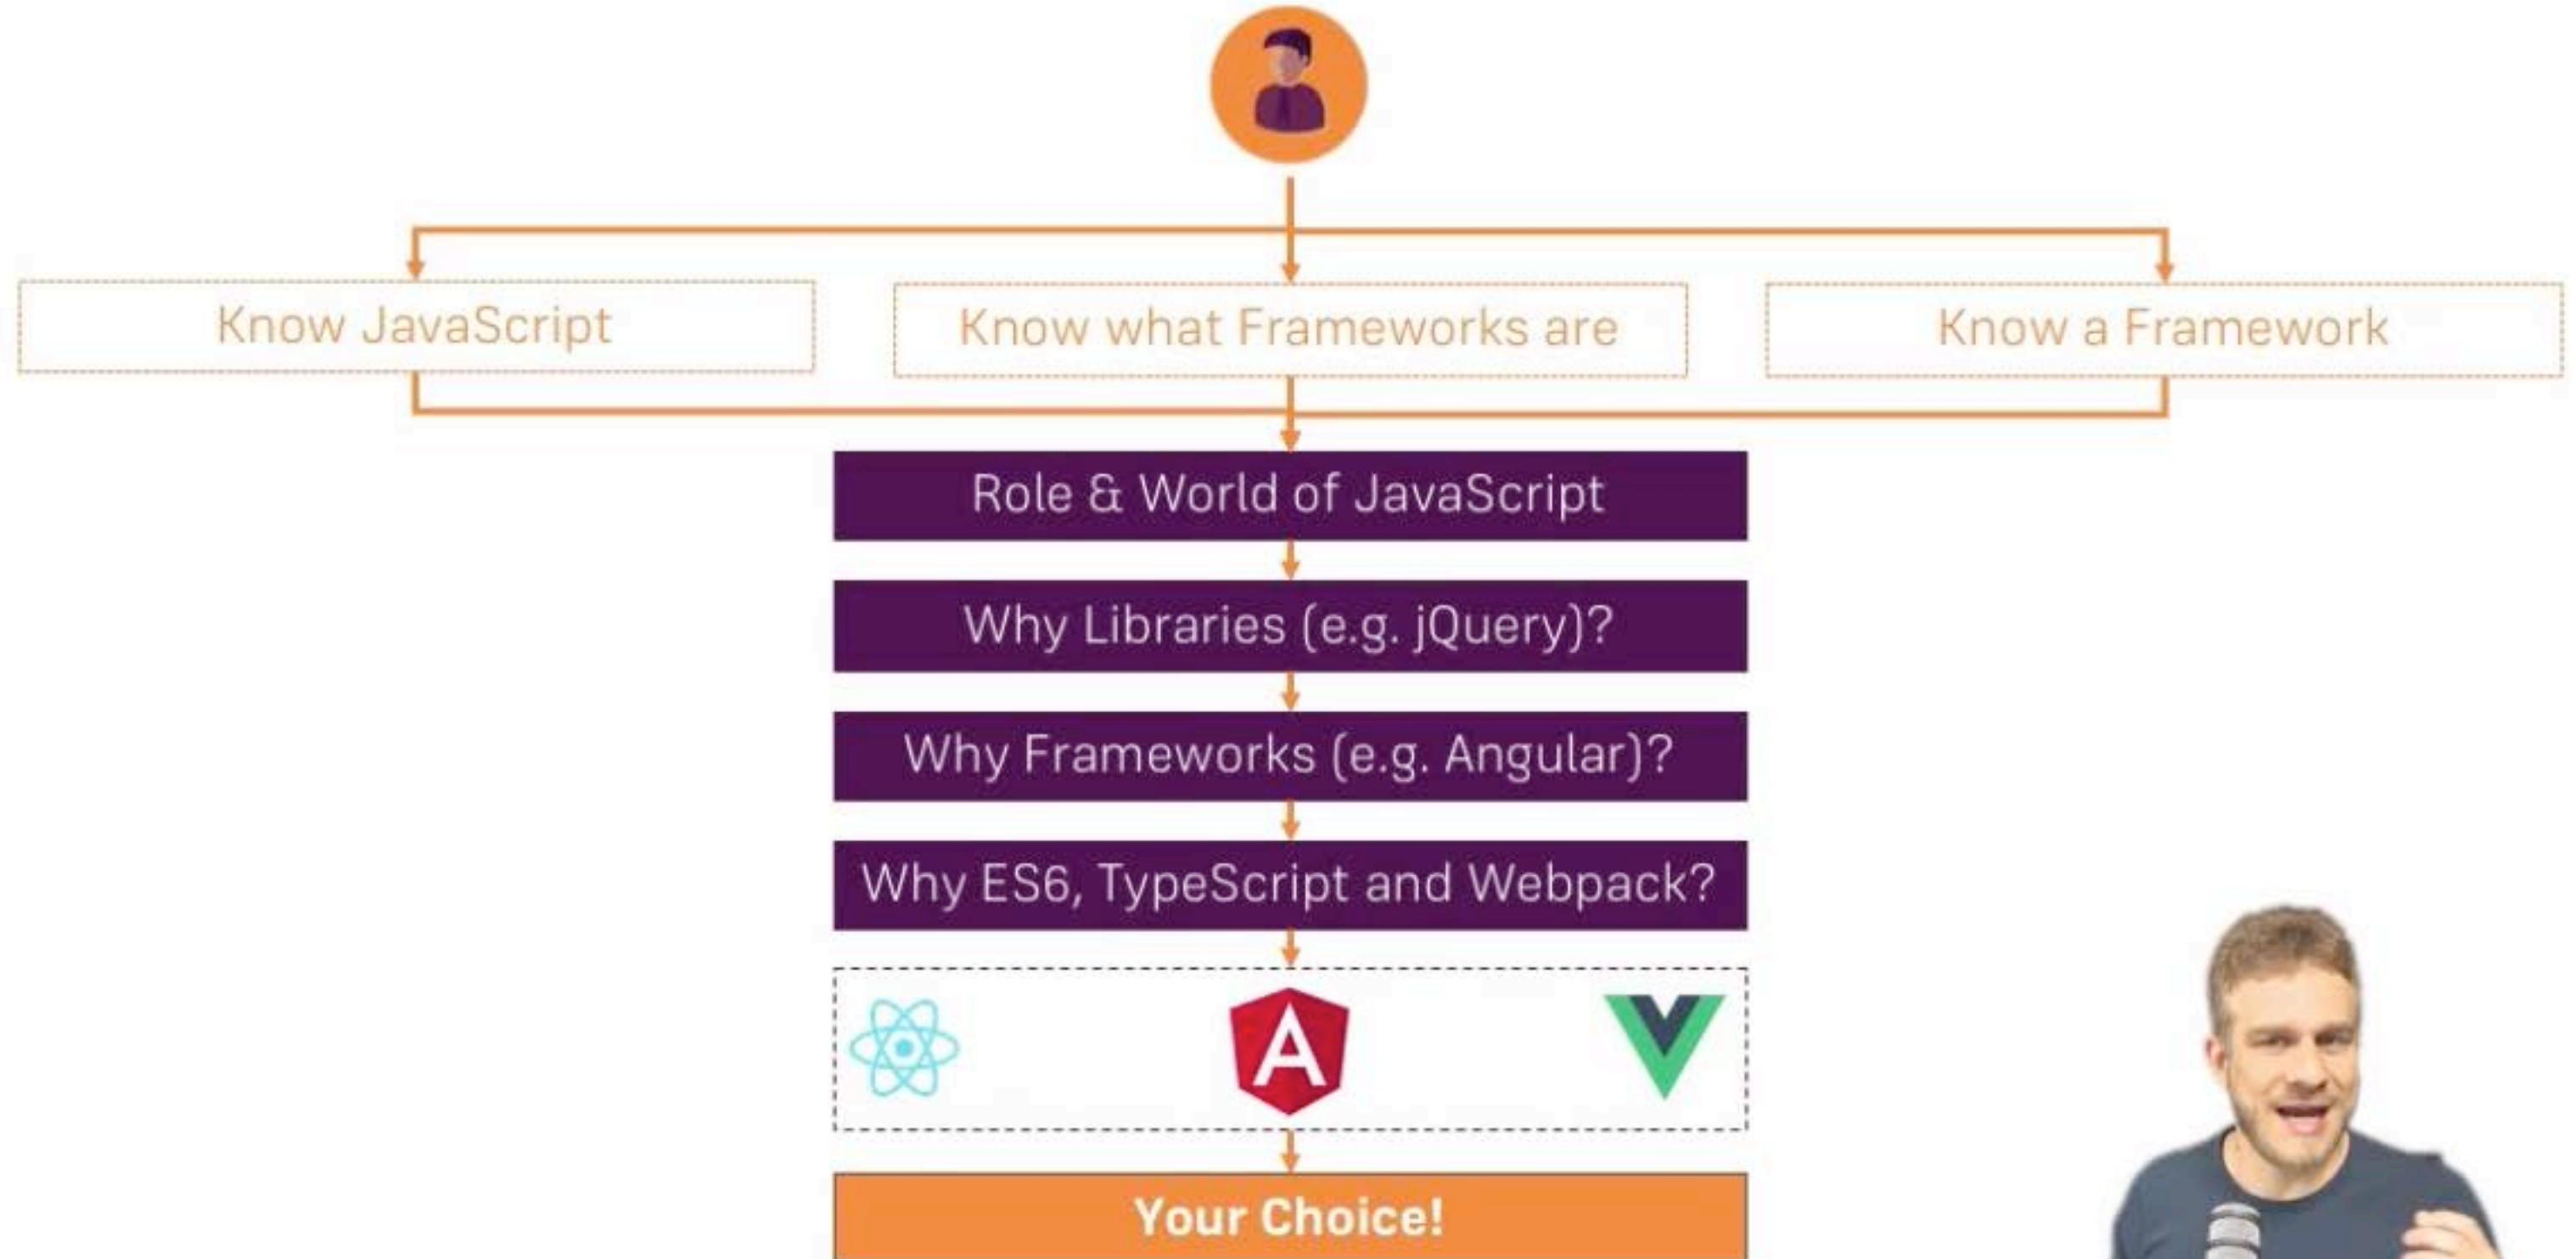 Know JavaScript
Know what Frameworks are
Know a Framework
Role & World of JavaScript
Why Libraries (e.g. jQuery)?
Why Frameworks (e.g. Angular)?
Why ES6, TypeScript and Webpack?
A
Your Choice!